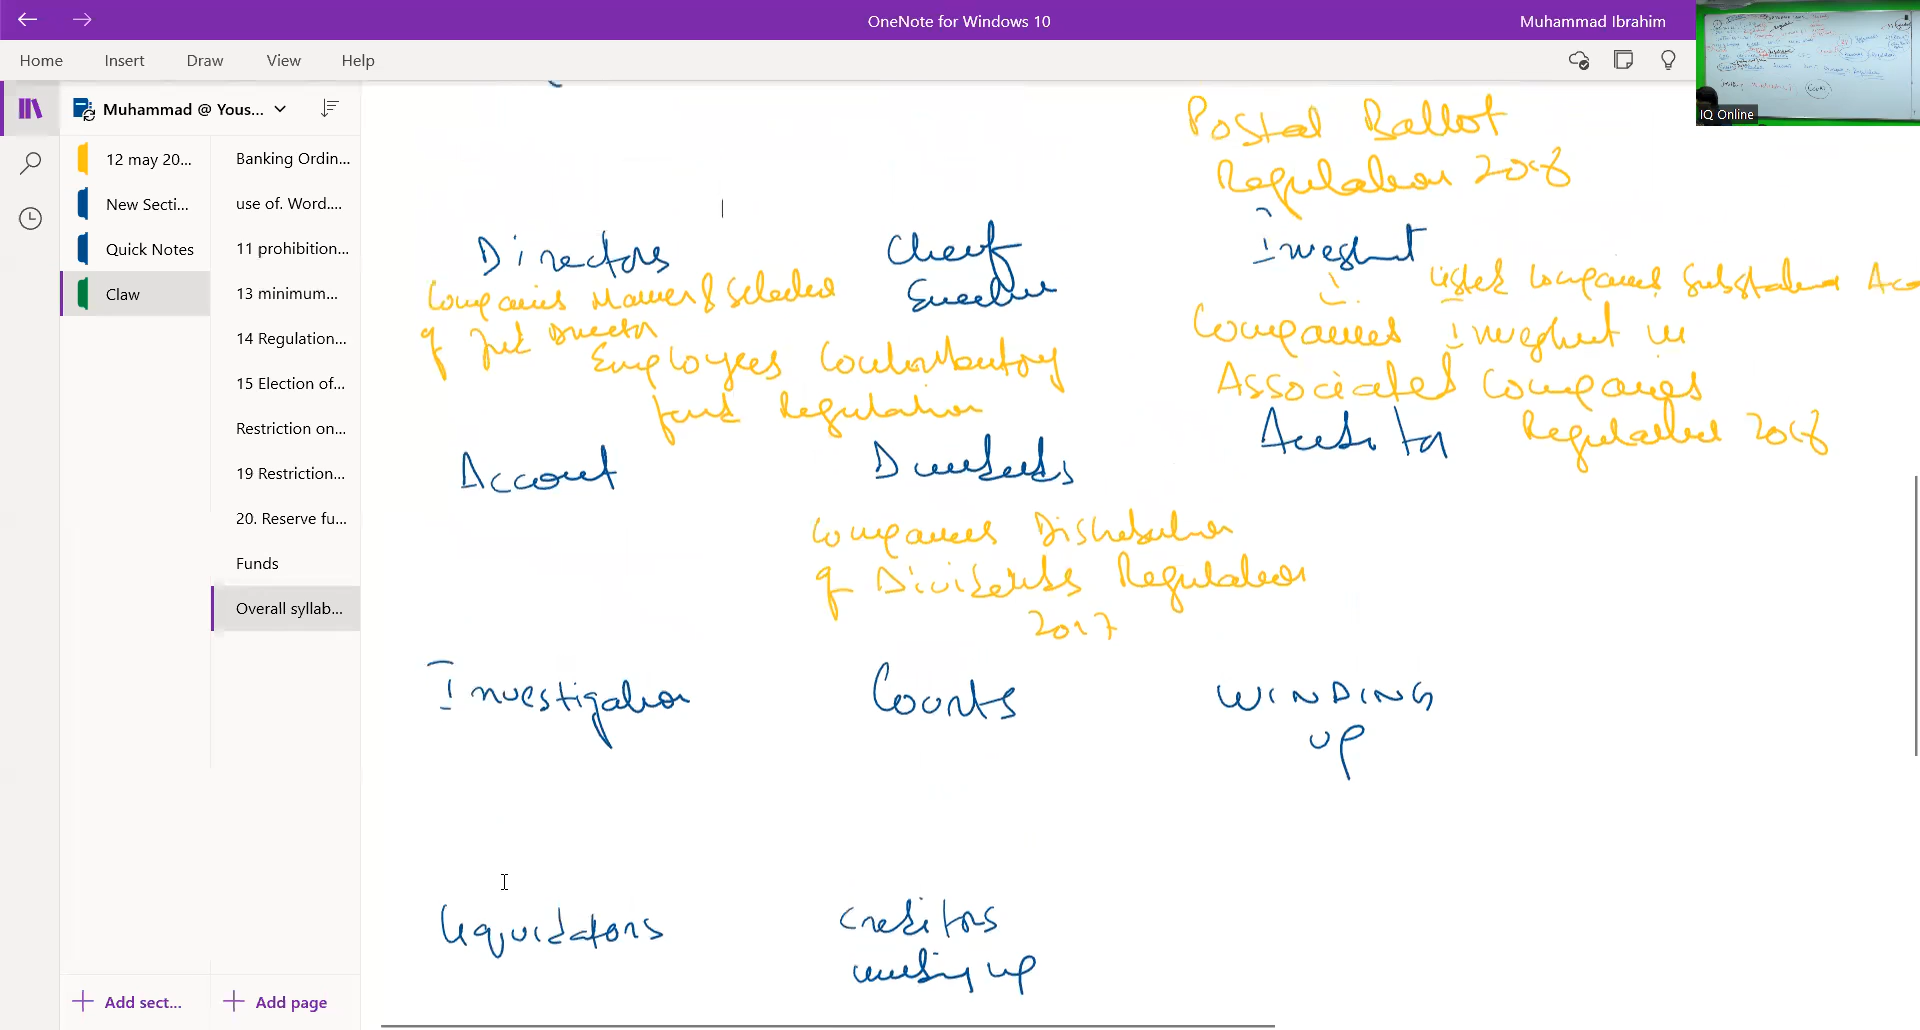 OneNote for Windows 10
Muhammad Ibrahim
Home Insert Draw View Help
IQ Online
Muhammad @ Yous...
12 may 20...
New Secti...
Quick Notes
Claw
Banking Ordin...
use of. Word....
11 prohibition...
13 minimum...
14 Regulation...
15 Election of...
Restriction on...
19 Restriction...
20. Reserve fu...
Funds
Overall syllab...
Add sect...
Add page
Postal Ballot
Regulation 2018
Directors
Companies Manner & Selection
of Ind Director
Chief
Executive
Employees Contributory
fund Regulation
Investment
Listed Companies Substantial Acq
Companies Investment in
Associated Companies
Regulation 2018
Account
Dividends
Auditor
Companies Distribution
of Dividends Regulation
2017
Investigation
Courts
WINDING
UP
Liquidators
Creditors
winding up